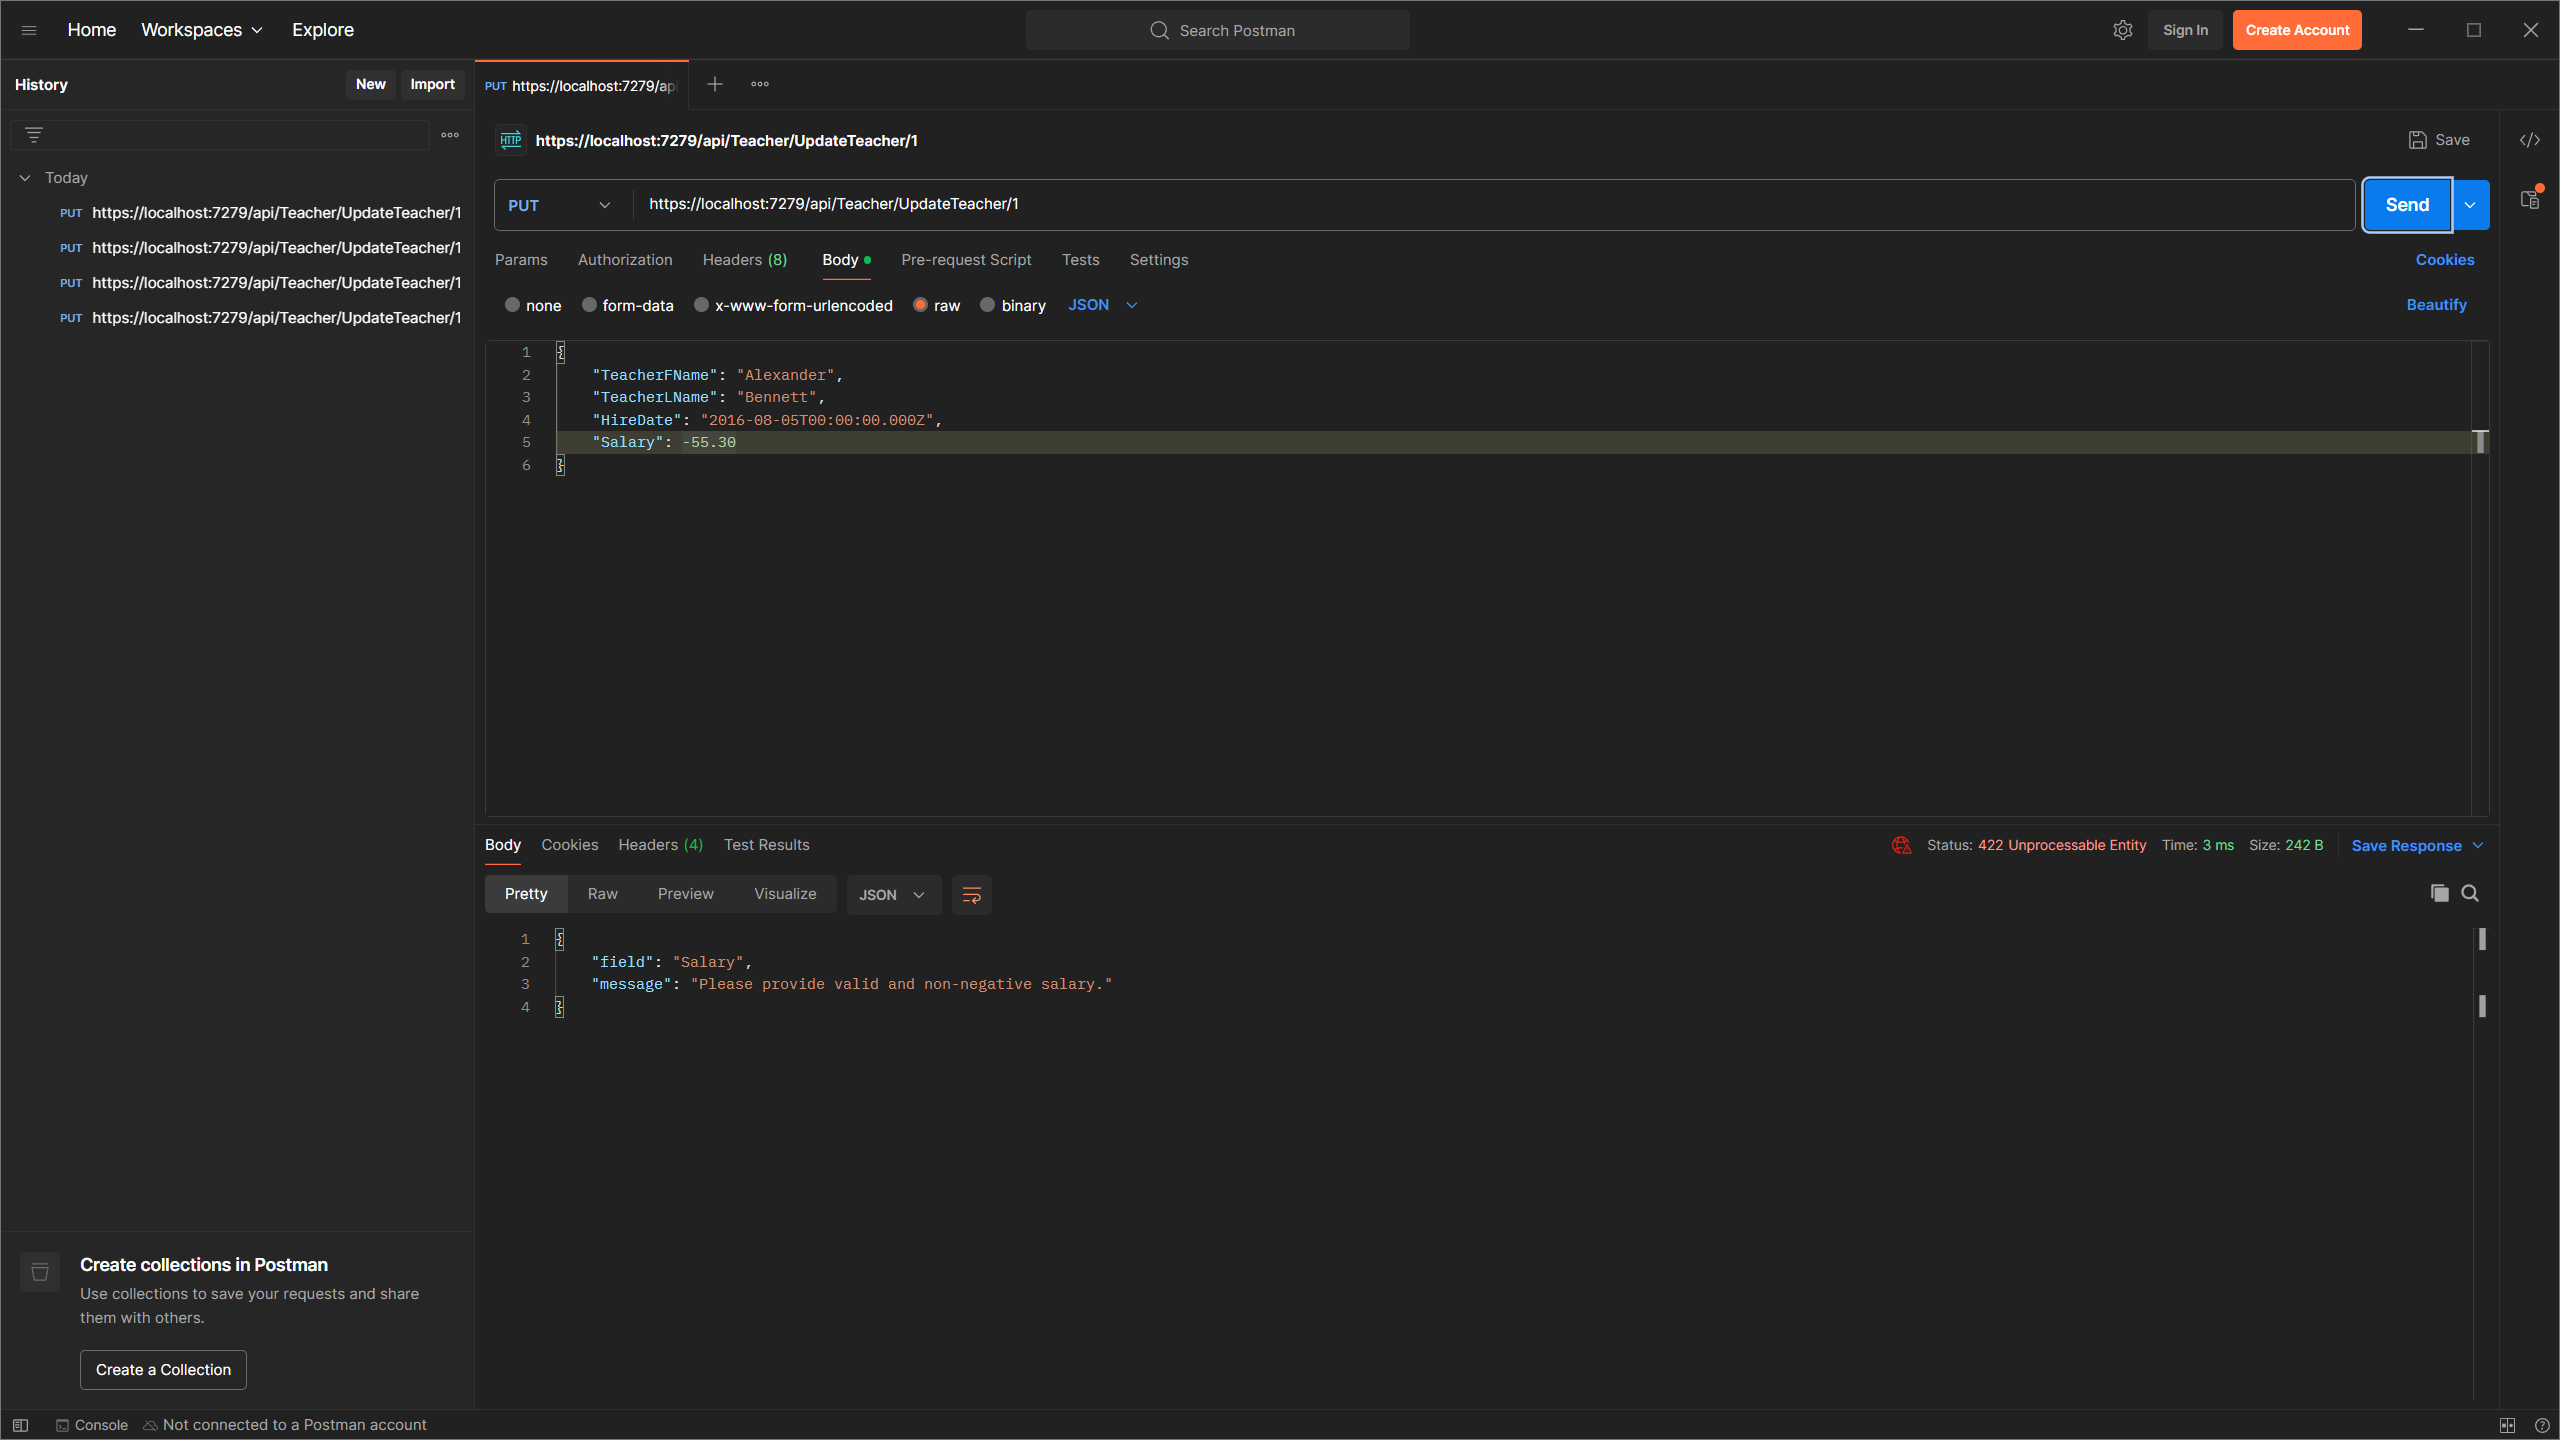 Home Workspaces Explore
Search Postman
Sign In Create Account
History New Import
PUT https://localhost:7279/api
Today
PUT https://localhost:7279/api/Teacher/UpdateTeacher/1
PUT https://localhost:7279/api/Teacher/UpdateTeacher/1
PUT https://localhost:7279/api/Teacher/UpdateTeacher/1
PUT https://localhost:7279/api/Teacher/UpdateTeacher/1
HTTP https://localhost:7279/api/Teacher/UpdateTeacher/1
Save
PUT https://localhost:7279/api/Teacher/UpdateTeacher/1
Send
Params Authorization Headers (8) Body Pre-request Script Tests Settings Cookies
none form-data x-www-form-urlencoded raw binary JSON Beautify
1 {
2 "TeacherFName": "Alexander",
3 "TeacherLName": "Bennett",
4 "HireDate": "2016-08-05T00:00:00.000Z",
5 "Salary": -55.30
6 }
Body Cookies Headers (4) Test Results Status: 422 Unprocessable Entity Time: 3 ms Size: 242 B Save Response
Pretty Raw Preview Visualize JSON
1 {
2 "field": "Salary",
3 "message": "Please provide valid and non-negative salary."
4 }
Create collections in Postman
Use collections to save your requests and share
them with others.
Create a Collection
Console Not connected to a Postman account